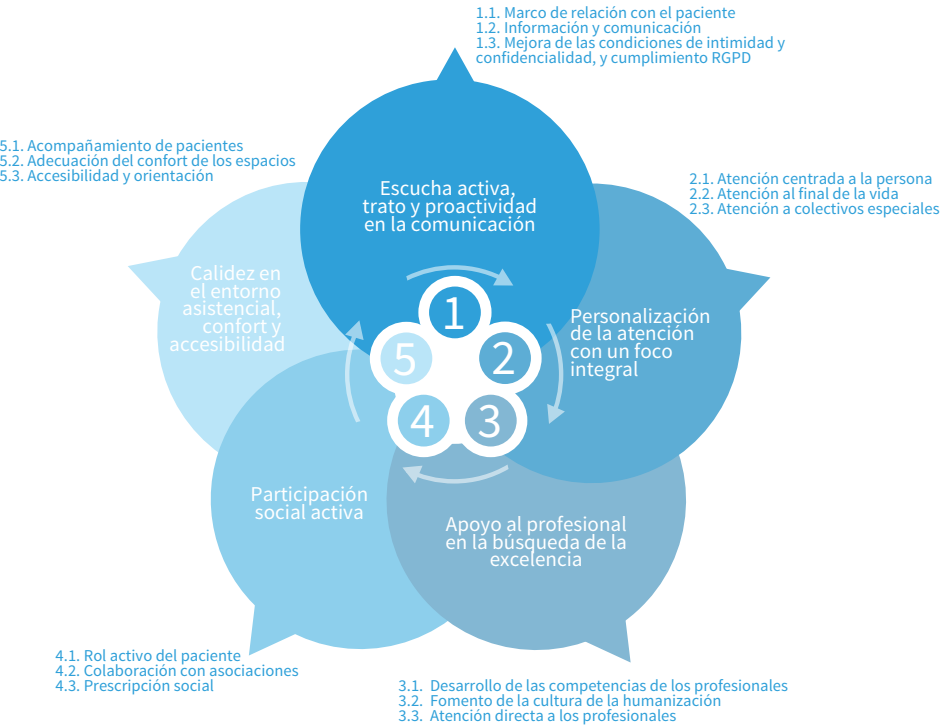 1.1. Marco de relación con el paciente
1.2. Información y comunicación
1.3. Mejora de las condiciones de intimidad y
confidencialidad, y cumplimiento RGPD
5.1. Acompañamiento de pacientes
5.2. Adecuación del confort de los espacios
5.3. Accesibilidad y orientación
2.1. Atención centrada a la persona
2.2. Atención al final de la vida
2.3. Atención a colectivos especiales
Escucha activa,
trato y proactividad
en la comunicación
Calidez en
el entorno
asistencial,
confort y
accesibilidad
Personalización
de la atención
con un foco
integral
1
2
3
4
5
Participación
social activa
Apoyo al profesional
en la búsqueda de la
excelencia
4.1. Rol activo del paciente
4.2. Colaboración con asociaciones
4.3. Prescripción social
3.1. Desarrollo de las competencias de los profesionales
3.2. Fomento de la cultura de la humanización
3.3. Atención directa a los profesionales